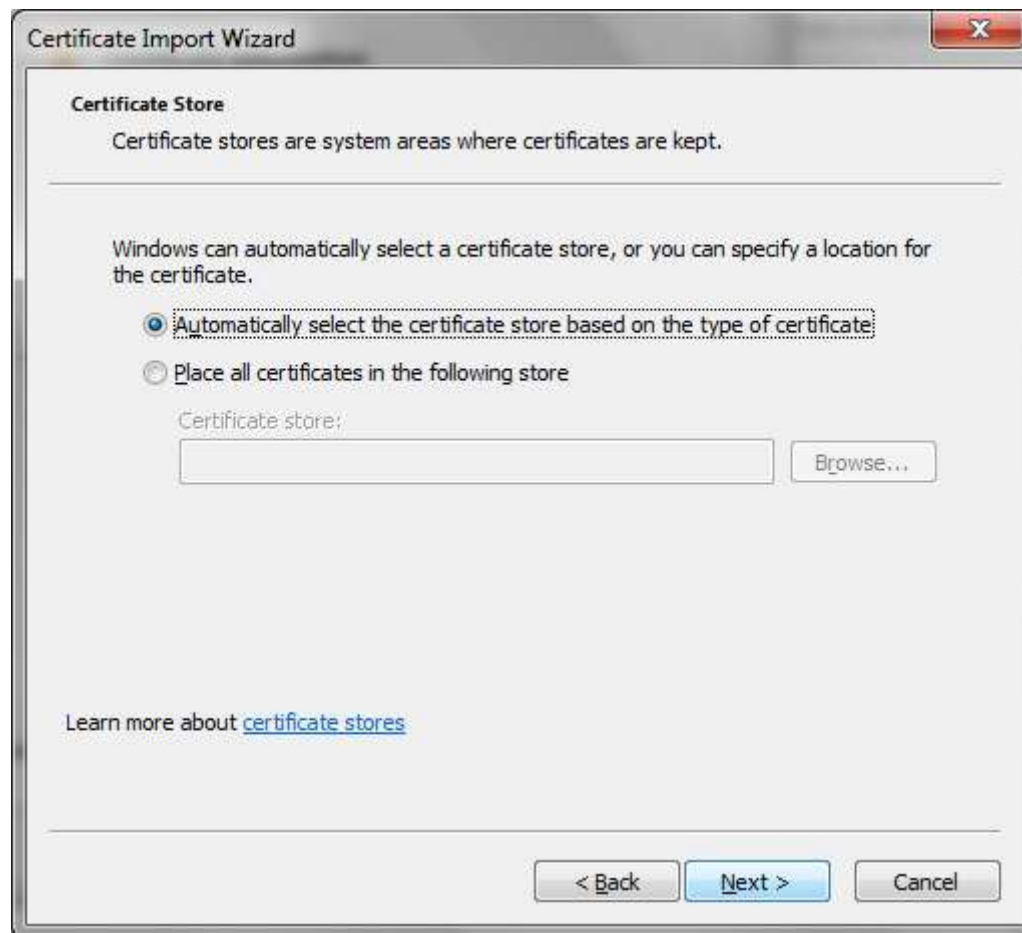 Certificate Import Wizard
Certificate Store
Certificate stores are system areas where certificates are kept.
Windows can automatically select a certificate store, or you can specify a location for
the certificate.
Automatically select the certificate store based on the type of certificate
Place all certificates in the following store
Certificate store:
Browse...
Learn more about certificate stores
< Back
Next >
Cancel